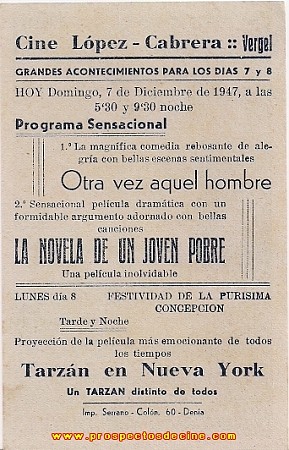 Cine López - Cabrera :: Vergel
GRANDES ACONTECIMIENTOS PARA LOS DIAS 7 y 8
HOY Domingo, 7 de Diciembre de 1947, a las
5'30 y 9'30 noche
Programa Sensacional
1.ª La magnífica comedia rebosante de ale-
gría con bellas escenas sentimentales
Otra vez aquel hombre
2.ª Sensacional película dramática con un
formidable argumento adornado con bellas
canciones
LA NOVELA DE UN JOVEN POBRE
Una película inolvidable
LUNES día 8 FESTIVIDAD DE LA PURISIMA
CONCEPCION
Tarde y Noche
Proyección de la película más emocionante de todos
los tiempos
Tarzán en Nueva York
Un TARZAN distinto de todos
Imp. Serrano - Colón, 60 - Denia
www.prospectosdecine.com